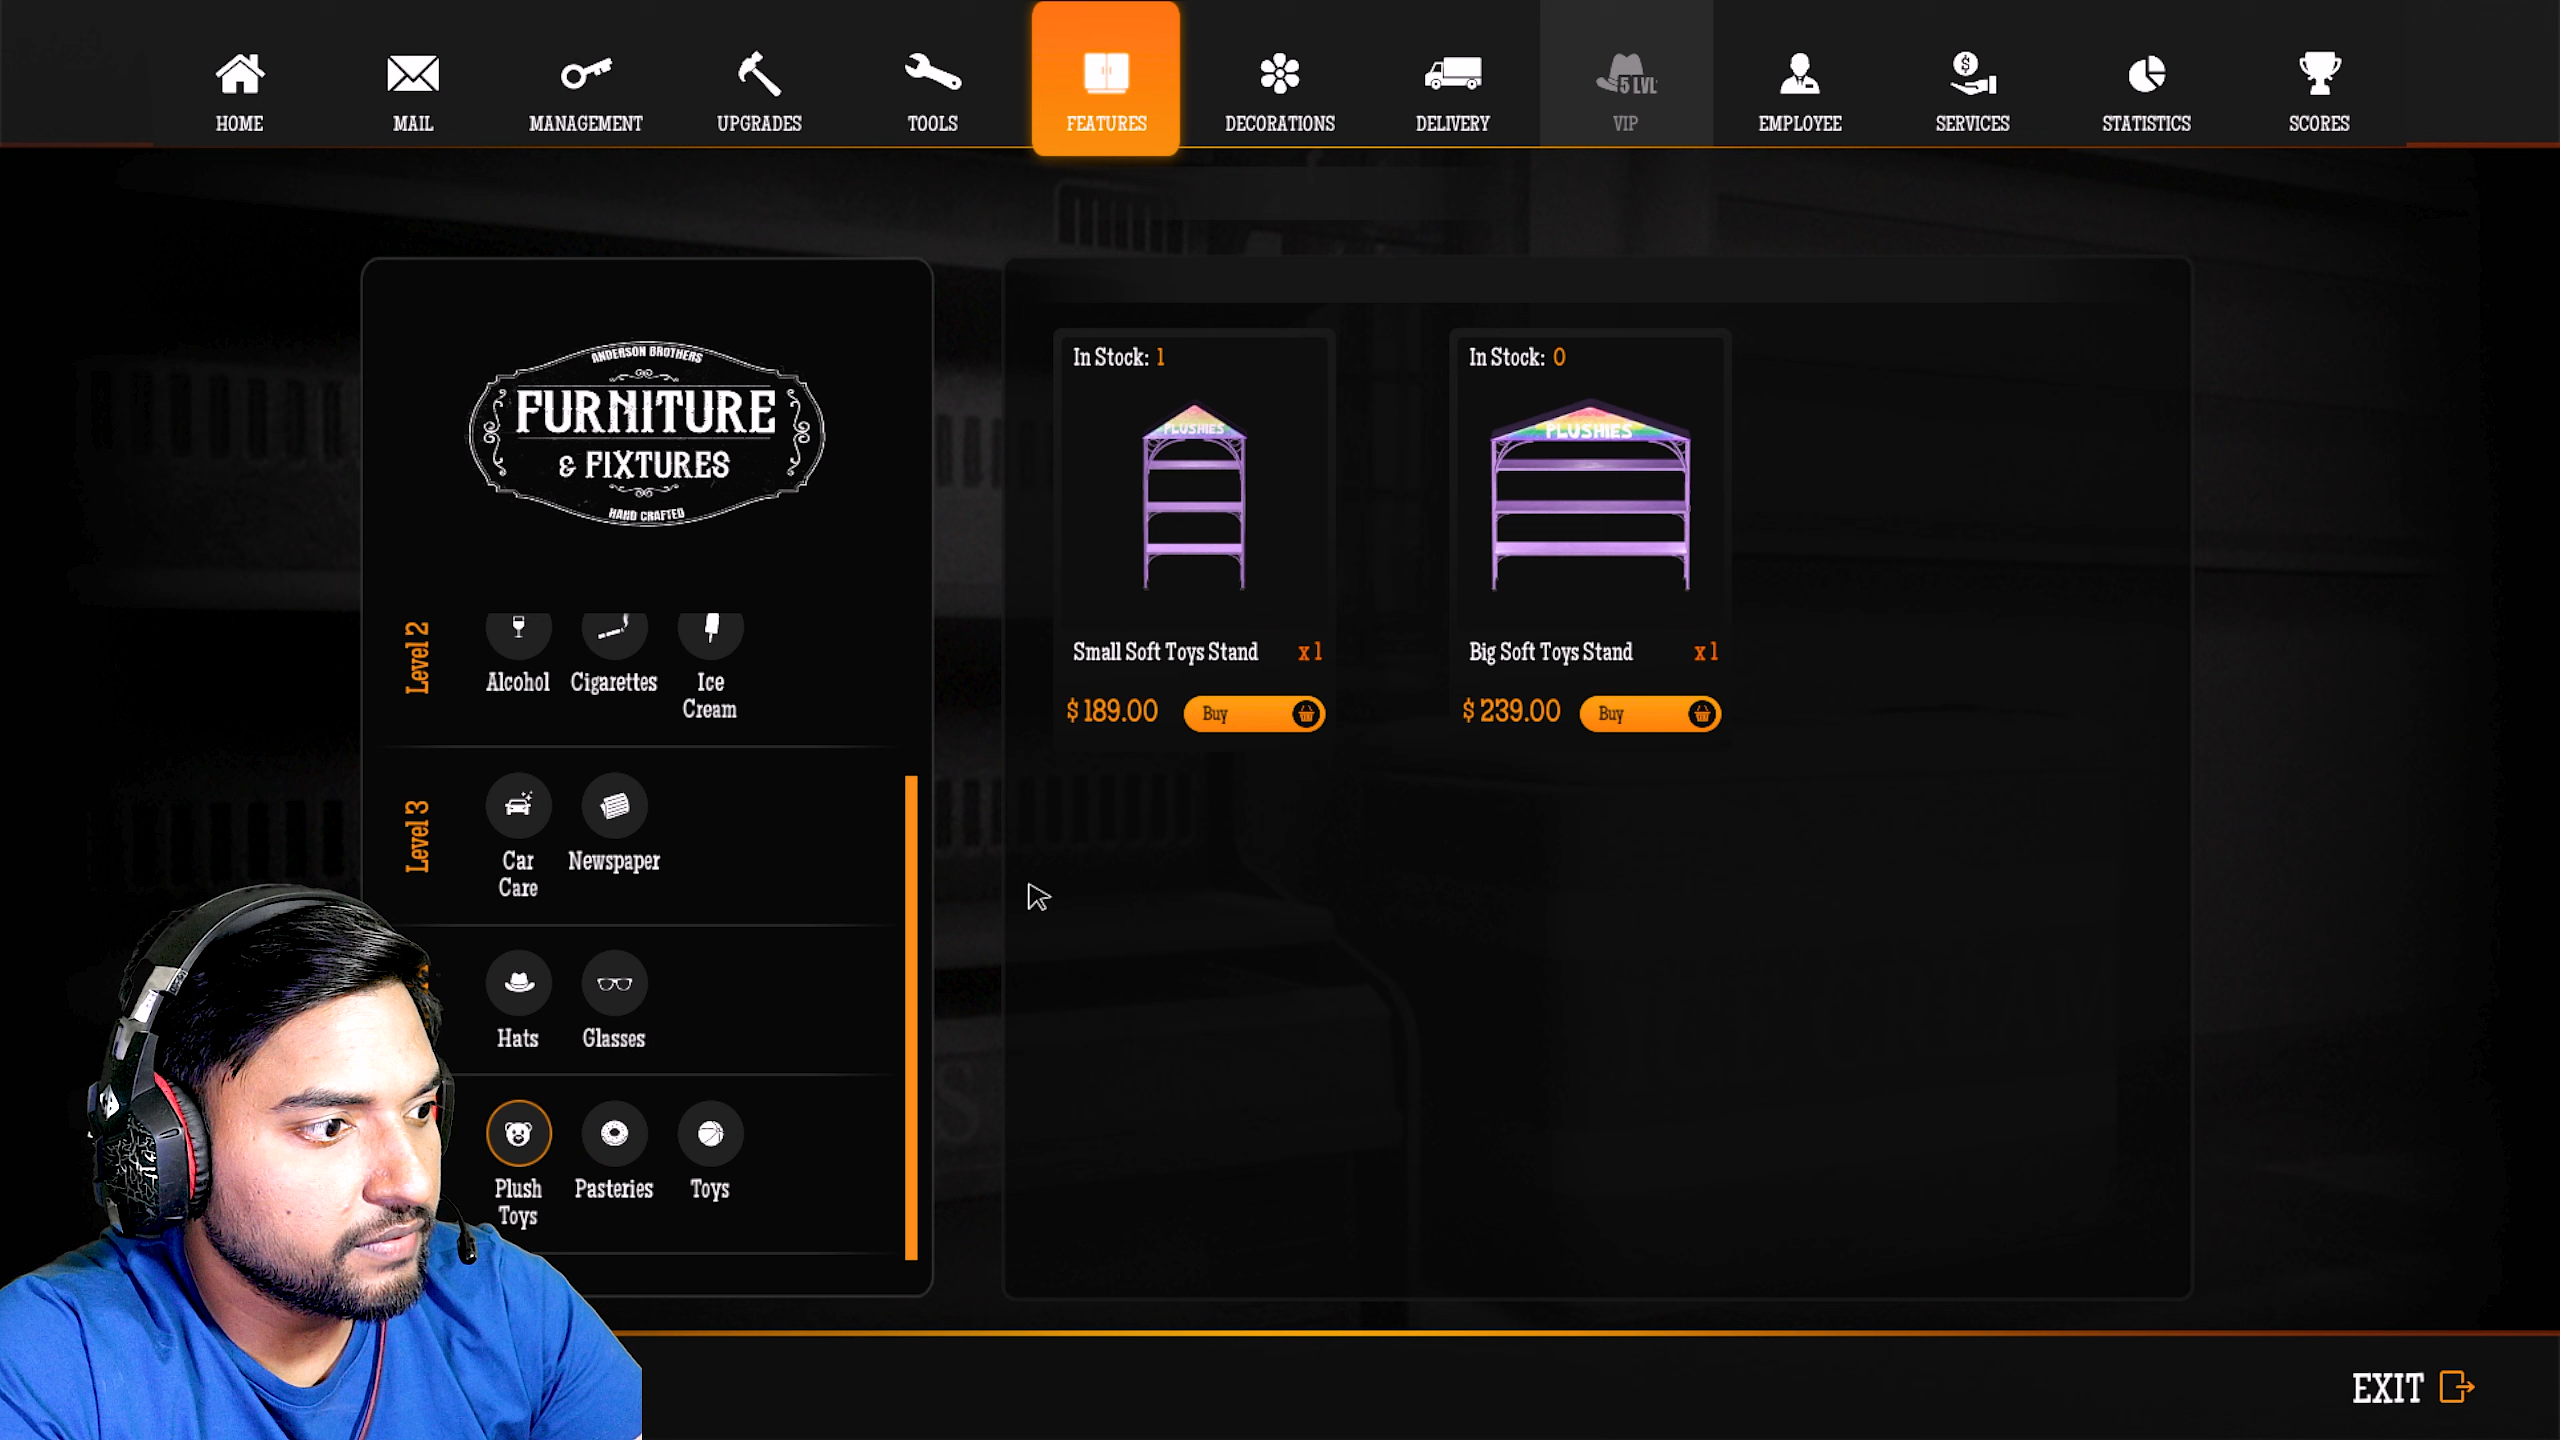 HOME
MAIL
MANAGEMENT
UPGRADES
TOOLS
FEATURES
DECORATIONS
DELIVERY
5 LVL
VIP
EMPLOYEE
SERVICES
STATISTICS
SCORES
ANDERSON BROTHERS
FURNITURE
& FIXTURES
HAND CRAFTED
Level 2
Alcohol
Cigarettes
Ice
Cream
Level 3
Car
Care
Newspaper
Hats
Glasses
Plush
Toys
Pasteries
Toys
In Stock: 1
PLUSHIES
Small Soft Toys Stand x1
$ 189.00 Buy
In Stock: 0
PLUSHIES
Big Soft Toys Stand x1
$ 239.00 Buy
EXIT